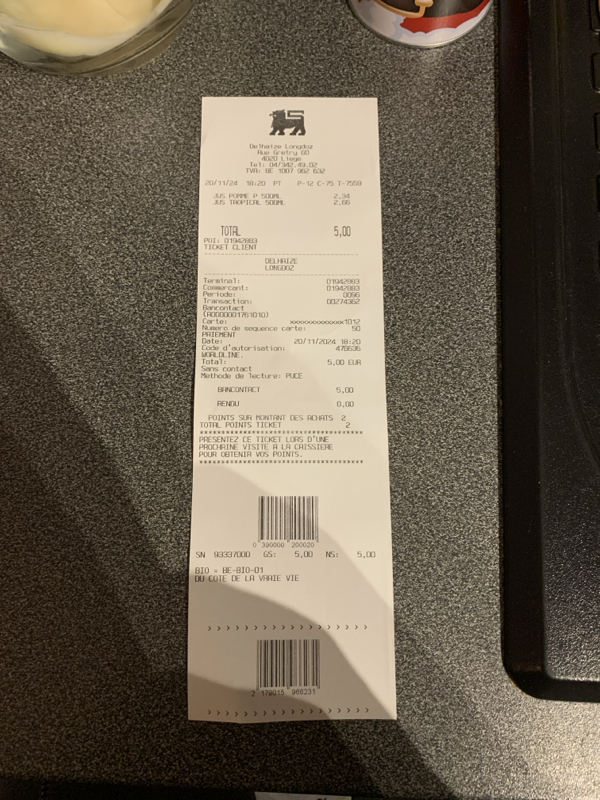 Delhaize Longdoz
Rue Gretry 60
4020 Liege
Tel: 04/342.49.02
TVA: BE 1007 962 632
20/11/24 18:20 PT P-12 C-75 T-7559
JUS POMME P 500ML 2,34
JUS TROPICAL 500ML 2,66
TOTAL 5,00
POI: 01942883
TICKET CLIENT
DELHAIZE
LONGDOZ
Terminal: 01942883
Commercant: 01942883
Periode: 0096
Transaction: 00274362
Bancontact
(A0000001761010)
Carte: xxxxxxxxxxxxx1012
Numero de sequence carte: 50
PAIEMENT
Date: 20/11/2024 18:20
Code d'autorisation: 478636
WORLDLINE.
Total: 5,00 EUR
Sans contact
Methode de lecture: PUCE
BANCONTACT 5,00
RENDU 0,00
POINTS SUR MONTANT DES ACHATS 2
TOTAL POINTS TICKET 2
************************************
PRESENTEZ CE TICKET LORS D'UNE
PROCHAINE VISITE A LA CAISSIERE
POUR OBTENIR VOS POINTS.
************************************
0 390000 200020
SN 93337000 GS: 5,00 NS: 5,00
BIO = BE-BIO-01
DU COTE DE LA VRAIE VIE
> > > > > > > > > > > > > > > > >
2 179015 966231
> > > > > > > > > > > > > > > > >